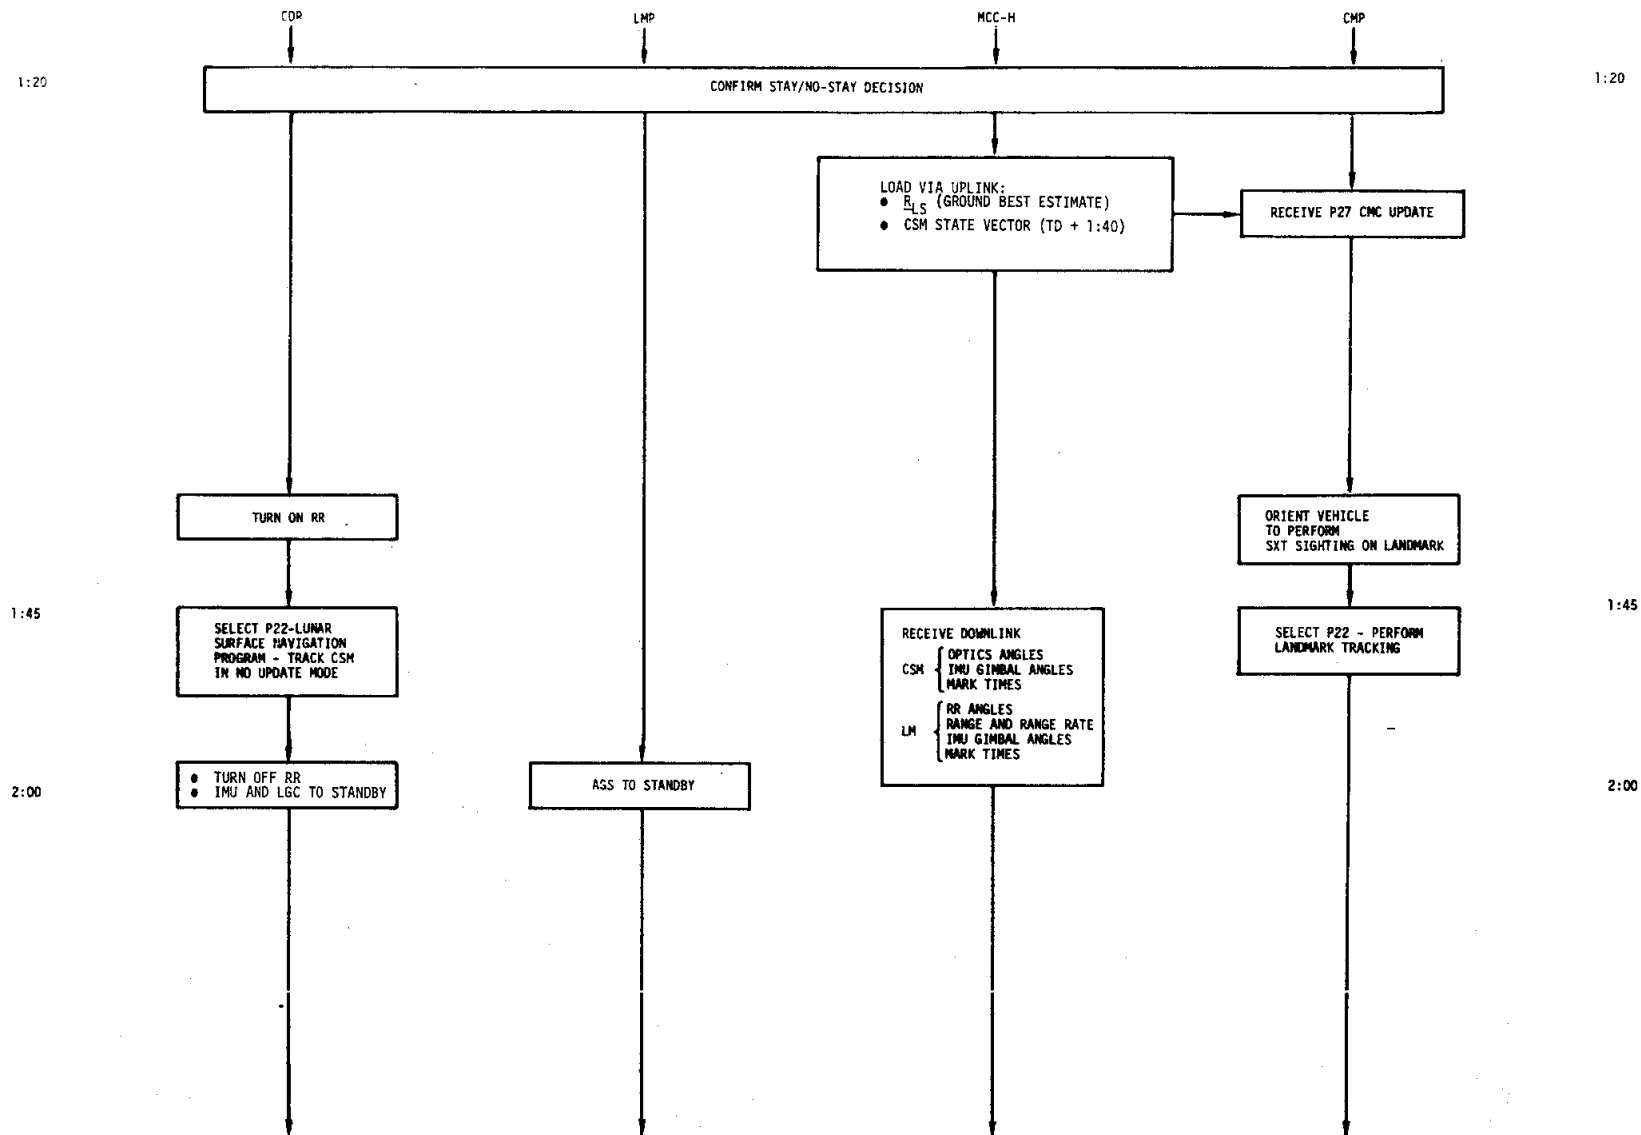 CDR LMP MCC-H CMP
1:20 1:20
CONFIRM STAY/NO-STAY DECISION
LOAD VIA UPLINK:
● R_LS (GROUND BEST ESTIMATE)
● CSM STATE VECTOR (TD + 1:40)
RECEIVE P27 CMC UPDATE
TURN ON RR
ORIENT VEHICLE
TO PERFORM
SXT SIGHTING ON LANDMARK
1:45 1:45
SELECT P22-LUNAR
SURFACE NAVIGATION
PROGRAM - TRACK CSM
IN NO UPDATE MODE
RECEIVE DOWNLINK
CSM
OPTICS ANGLES
IMU GIMBAL ANGLES
MARK TIMES
LM
RR ANGLES
RANGE AND RANGE RATE
IMU GIMBAL ANGLES
MARK TIMES
SELECT P22 - PERFORM
LANDMARK TRACKING
2:00 2:00
● TURN OFF RR
● IMU AND LGC TO STANDBY
AGS TO STANDBY